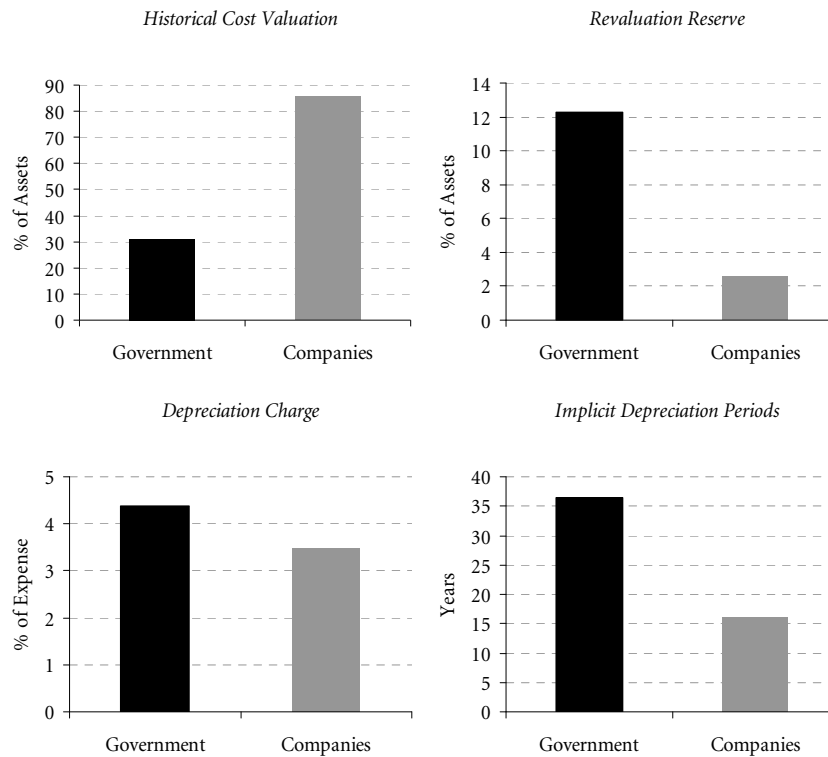 Historical Cost Valuation
% of Assets
90
80
70
60
50
40
30
20
10
0
Government
Companies
Revaluation Reserve
% of Assets
14
12
10
8
6
4
2
0
Government
Companies
Depreciation Charge
% of Expense
5
4
3
2
1
0
Government
Companies
Implicit Depreciation Periods
Years
40
35
30
25
20
15
10
5
0
Government
Companies